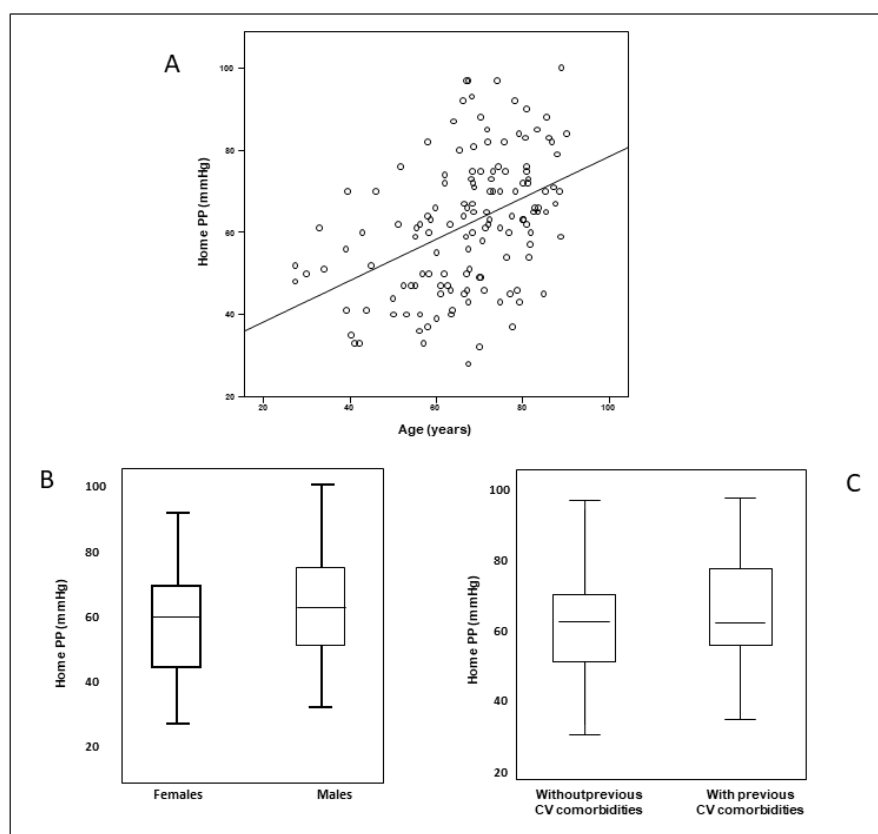 A
Home PP (mmHg)
100
80
60
40
20
20 40 60 80 100
Age (years)
B
Home PP (mmHg)
100
80
60
40
20
Females Males
C
Home PP (mmHg)
100
80
60
40
20
Withoutprevious With previous
CV comorbidities CV comorbidities